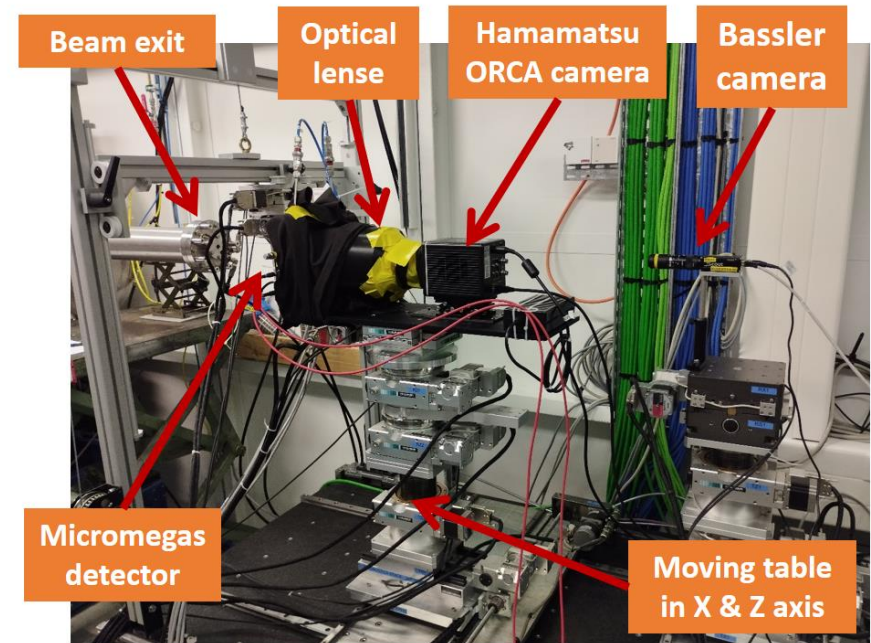 Beam exit
Optical
lense
Hamamatsu
ORCA camera
Bassler
camera
Micromegas
detector
Moving table
in X & Z axis